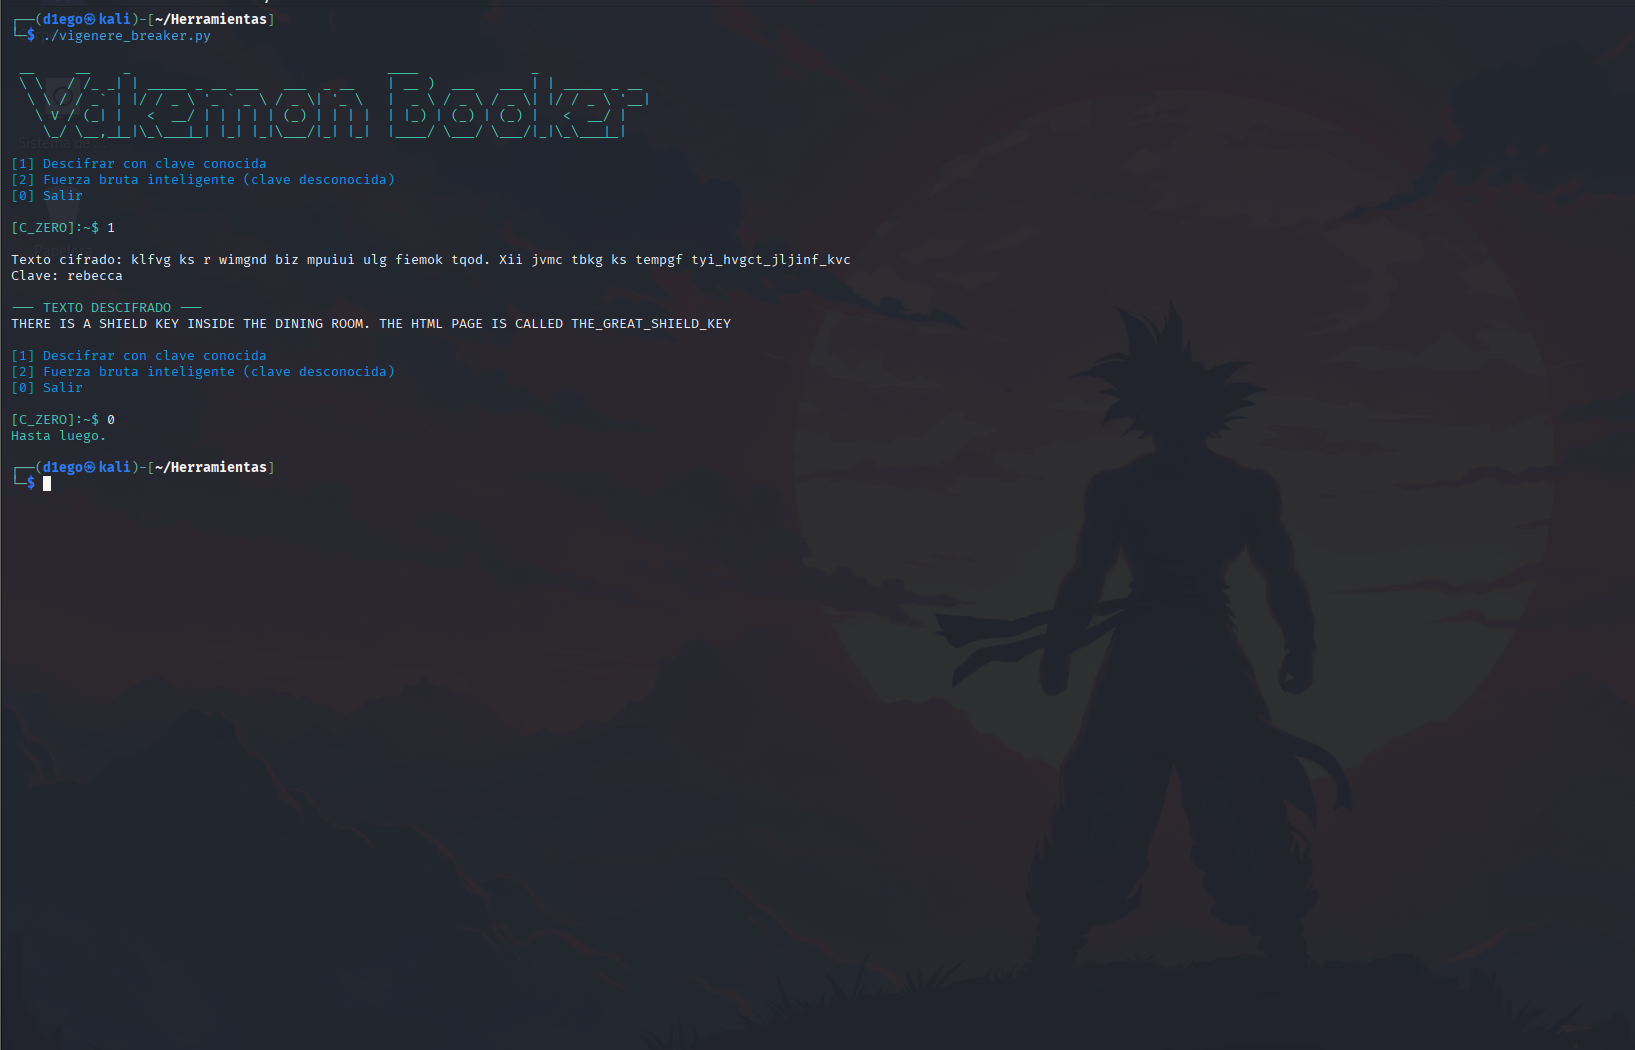 ┌──(d1ego㉿kali)-[~/Herramientas]
└─$ ./vigenere_breaker.py
[1] Descifrar con clave conocida
[2] Fuerza bruta inteligente (clave desconocida)
[0] Salir
[C_ZERO]:~$ 1
Texto cifrado: klfvg ks r wimgnd biz mpuiui ulg fiemok tqod. Xii jvmc tbkg ks tempgf tyi_hvgct_jljinf_kvc
Clave: rebecca
—— TEXTO DESCIFRADO ——
THERE IS A SHIELD KEY INSIDE THE DINING ROOM. THE HTML PAGE IS CALLED THE_GREAT_SHIELD_KEY
[1] Descifrar con clave conocida
[2] Fuerza bruta inteligente (clave desconocida)
[0] Salir
[C_ZERO]:~$ 0
Hasta luego.
┌──(d1ego㉿kali)-[~/Herramientas]
└─$